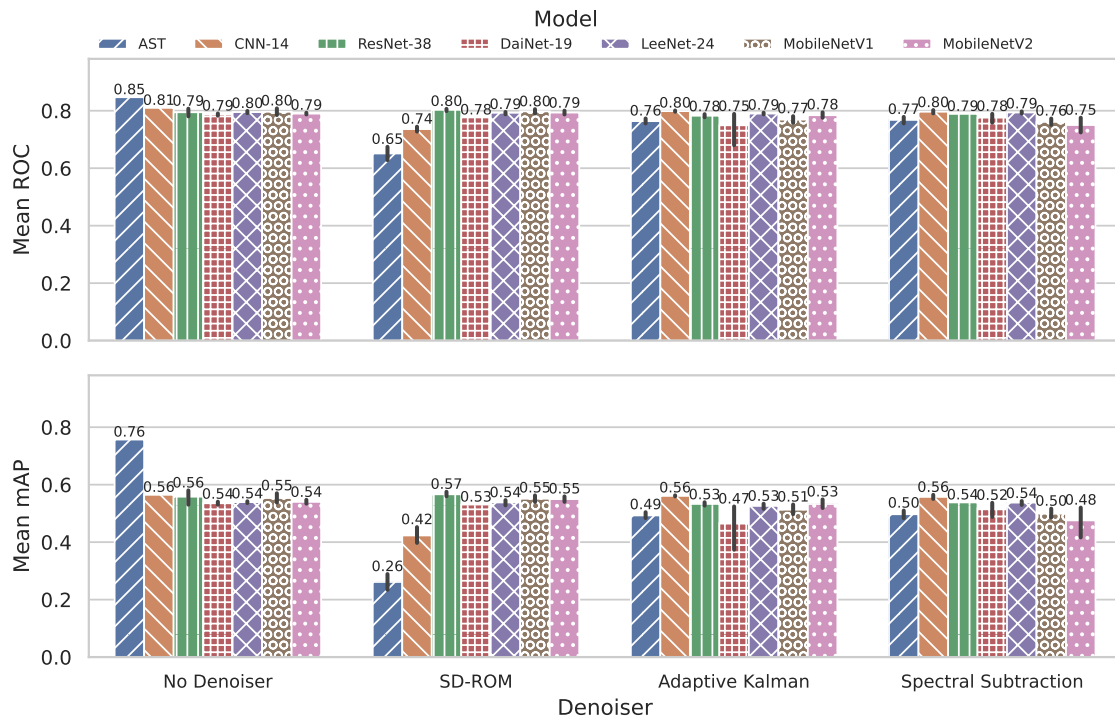 Model
AST CNN-14 ResNet-38 DaiNet-19 LeeNet-24 MobileNetV1 MobileNetV2
Mean ROC
0.8
0.6
0.4
0.2
0.0
0.85 0.81 0.79 0.79 0.80 0.80 0.79
0.65 0.74 0.80 0.78 0.79 0.80 0.79
0.76 0.80 0.78 0.75 0.79 0.77 0.78
0.77 0.80 0.79 0.78 0.79 0.76 0.75
Mean mAP
0.8
0.6
0.4
0.2
0.0
0.76 0.56 0.56 0.54 0.54 0.55 0.54
0.26 0.42 0.57 0.53 0.54 0.55 0.55
0.49 0.56 0.53 0.47 0.53 0.51 0.53
0.50 0.56 0.54 0.52 0.54 0.50 0.48
No Denoiser SD-ROM Adaptive Kalman Spectral Subtraction
Denoiser